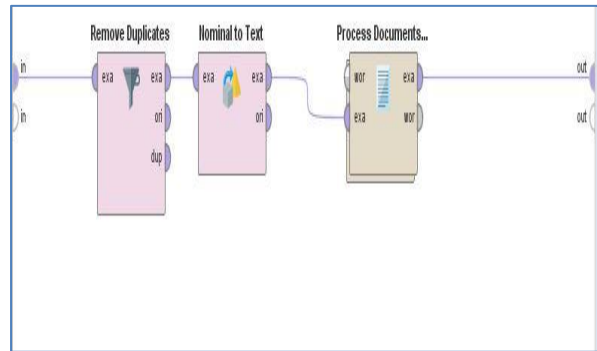 Remove Duplicates
Nominal to Text
Process Documents...
in
exa
exa
exa
exa
wor
exa
out
in
ori
ori
exa
wor
out
dup